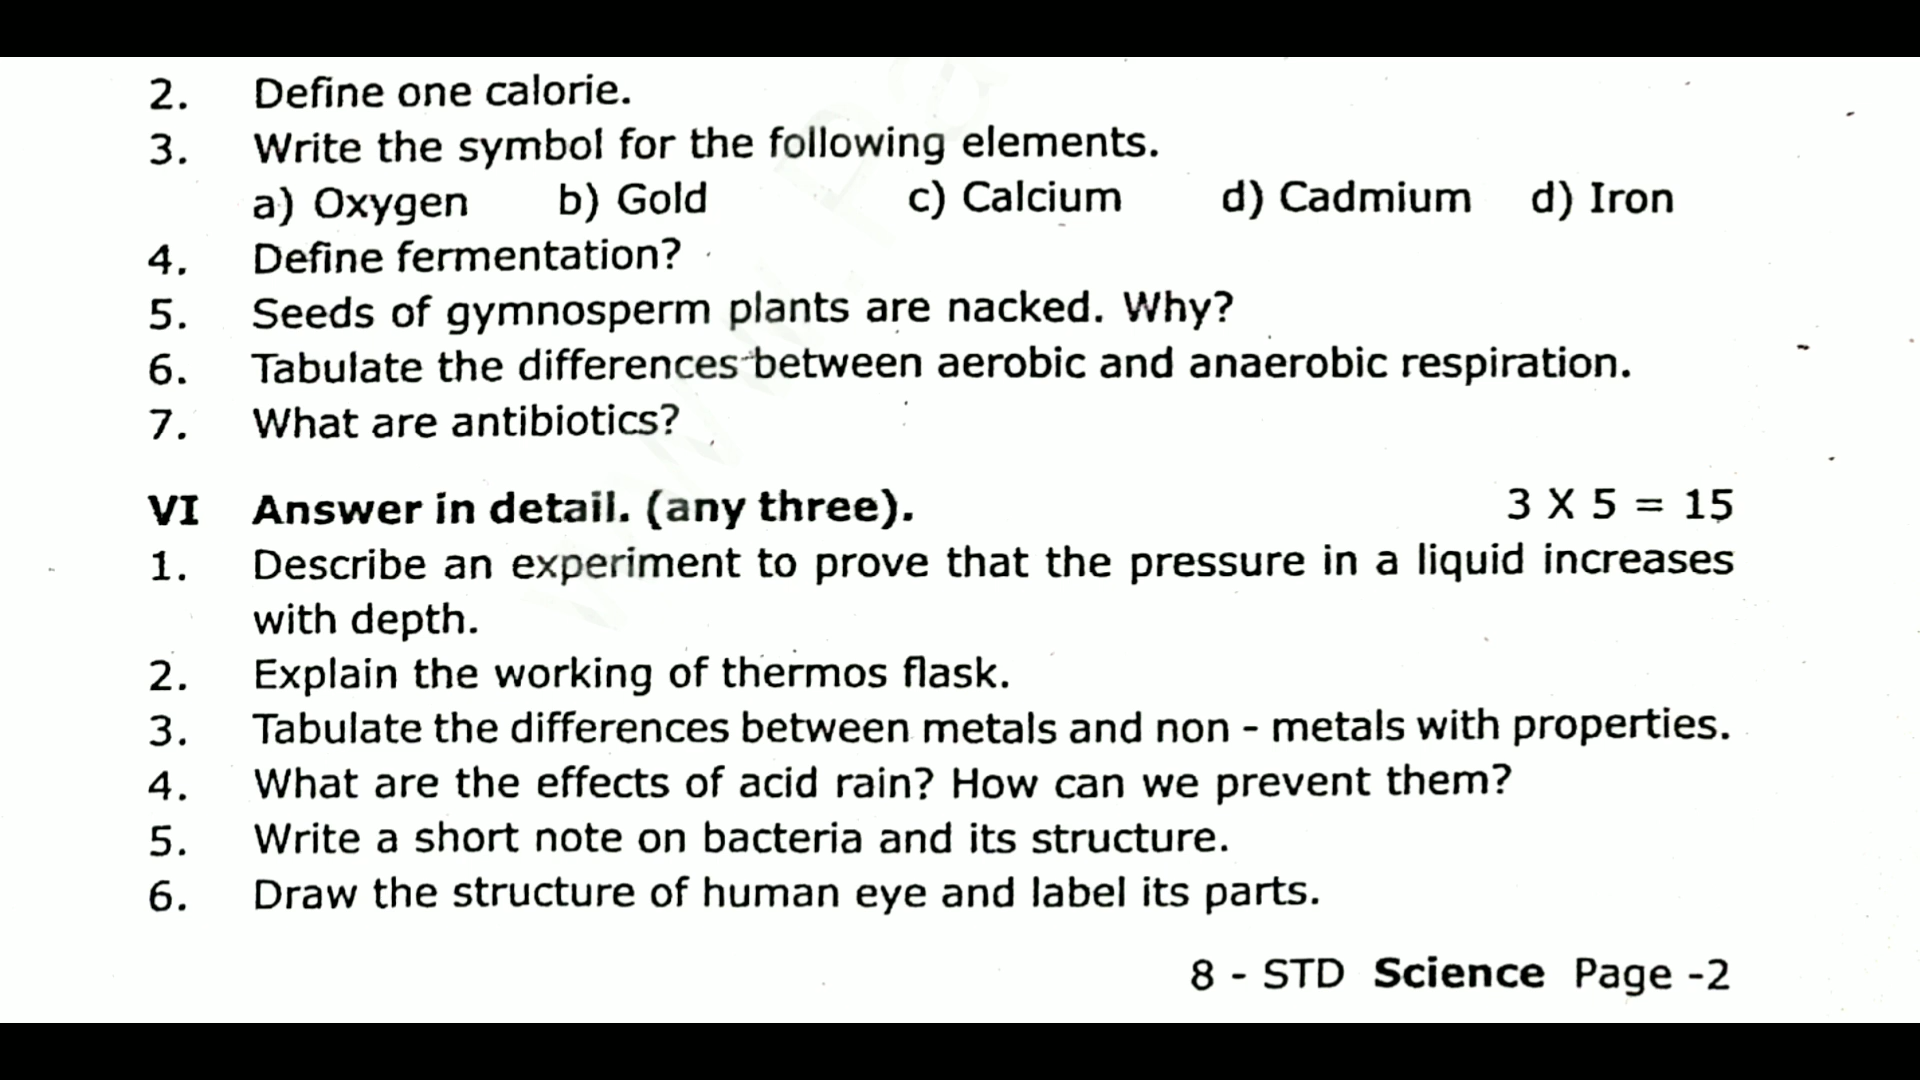 2. Define one calorie.
3. Write the symbol for the following elements.
a) Oxygen b) Gold c) Calcium d) Cadmium d) Iron
4. Define fermentation?
5. Seeds of gymnosperm plants are nacked. Why?
6. Tabulate the differences between aerobic and anaerobic respiration.
7. What are antibiotics?
VI Answer in detail. (any three). 3 X 5 = 15
1. Describe an experiment to prove that the pressure in a liquid increases
with depth.
2. Explain the working of thermos flask.
3. Tabulate the differences between metals and non - metals with properties.
4. What are the effects of acid rain? How can we prevent them?
5. Write a short note on bacteria and its structure.
6. Draw the structure of human eye and label its parts.
8 - STD Science Page -2